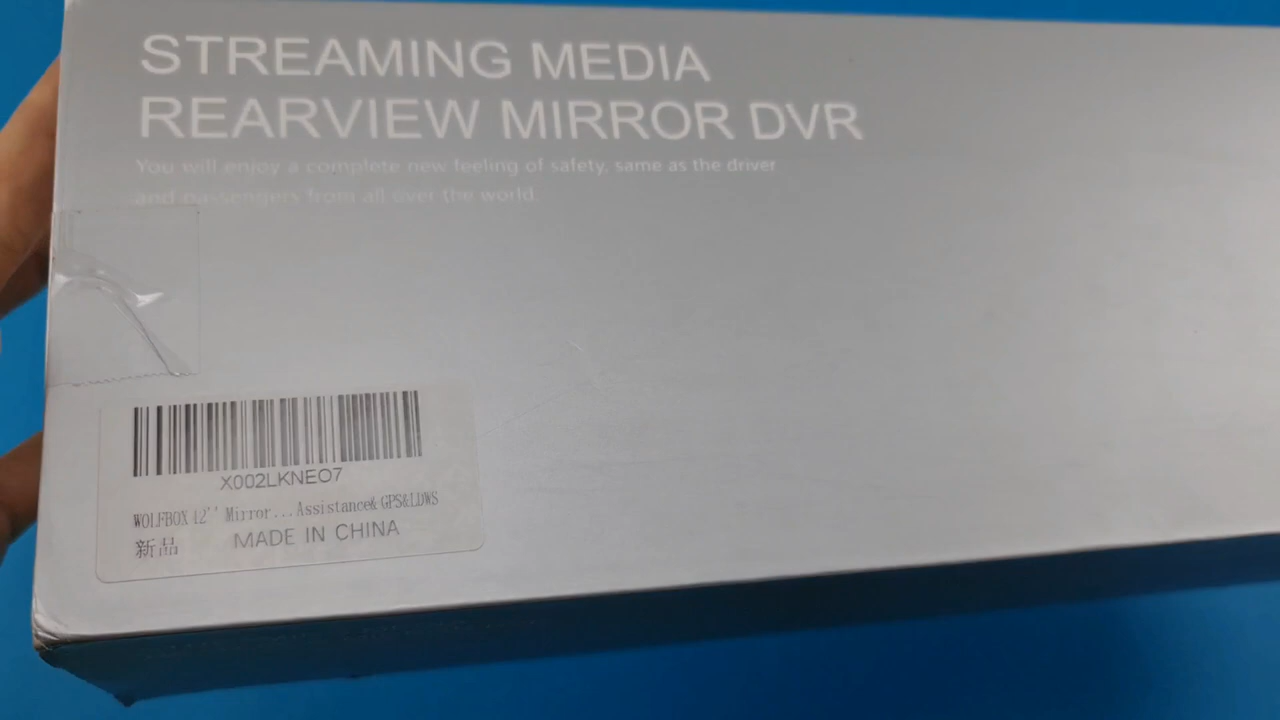 STREAMING MEDIA
REARVIEW MIRROR DVR
You will enjoy a complete new feeling of safety, same as the driver
and passengers from all over the world.
X002LKNEO7
WOLFBOX 12'' Mirror...Assistance&GPS&LDWS
新品 MADE IN CHINA